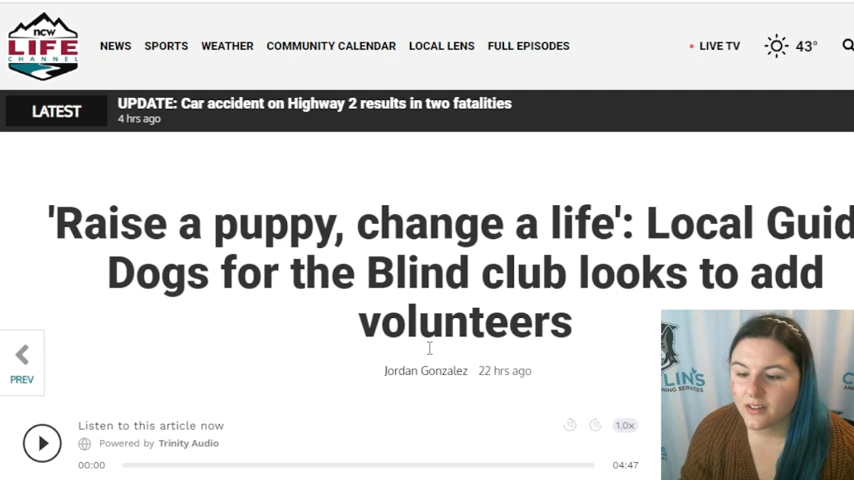 ncw
LIFE
CHANNEL
NEWS SPORTS WEATHER COMMUNITY CALENDAR LOCAL LENS FULL EPISODES LIVE TV 43°
LATEST
UPDATE: Car accident on Highway 2 results in two fatalities
4 hrs ago
'Raise a puppy, change a life': Local Guid
Dogs for the Blind club looks to add
volunteers
PREV
Jordan Gonzalez 22 hrs ago
Listen to this article now
Powered by Trinity Audio
1.0x
00:00 04:47